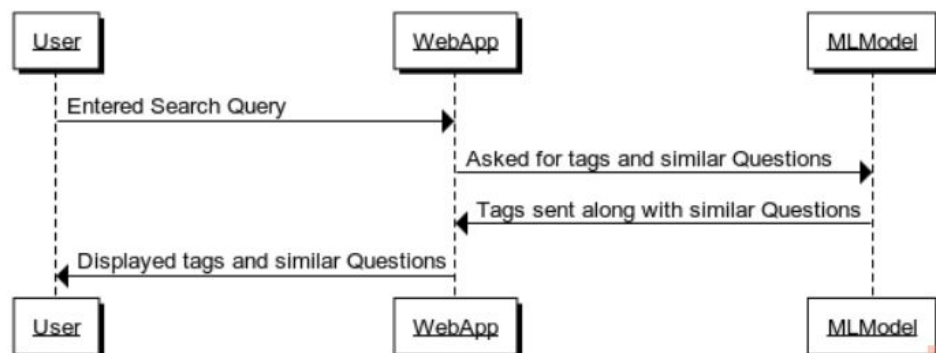 User WebApp MLModel
Entered Search Query
Asked for tags and similar Questions
Tags sent along with similar Questions
Displayed tags and similar Questions
User WebApp MLModel